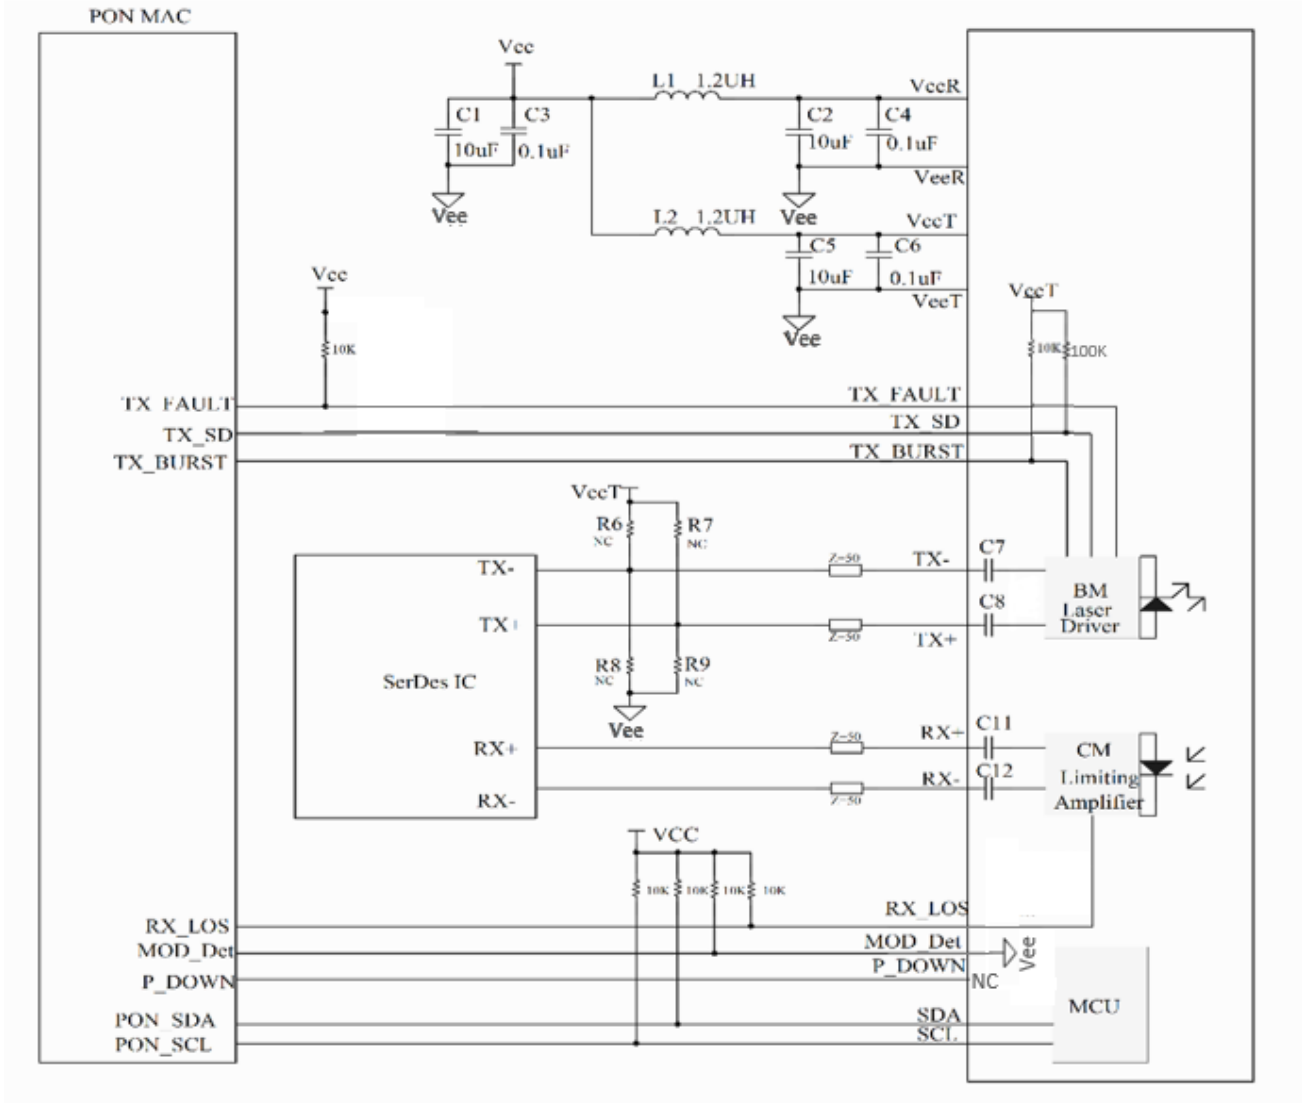 PON MAC
Vcc
L1 1.2UH
VccR
C1
C3
C2
C4
10uF
0.1uF
10uF
0.1uF
VeeR
Vee
Vee
L2 1.2UH
VccT
C5
C6
10uF
0.1uF
VeeT
Vee
Vcc
VccT
10K
10K
100K
TX_FAULT
TX_FAULT
TX_SD
TX_SD
TX_BURST
TX_BURST
VccT
R6
NC
R7
NC
TX-
Z=50
TX-
C7
BM
Laser
Driver
TX+
Z=50
TX+
C8
R8
NC
R9
NC
SerDes IC
Vee
RX+
Z=50
RX+
C11
CM
Limiting
Amplifier
RX-
Z=50
RX-
C12
VCC
10K
10K
10K
10K
RX_LOS
RX_LOS
MOD_Det
MOD_Det
Vee
P_DOWN
P_DOWN
NC
MCU
PON_SDA
SDA
PON_SCL
SCL